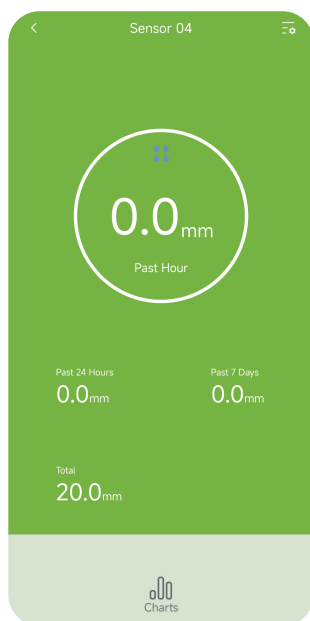 Sensor 04
0.0mm
Past Hour
Past 24 Hours
0.0mm
Past 7 Days
0.0mm
Total
20.0mm
Charts